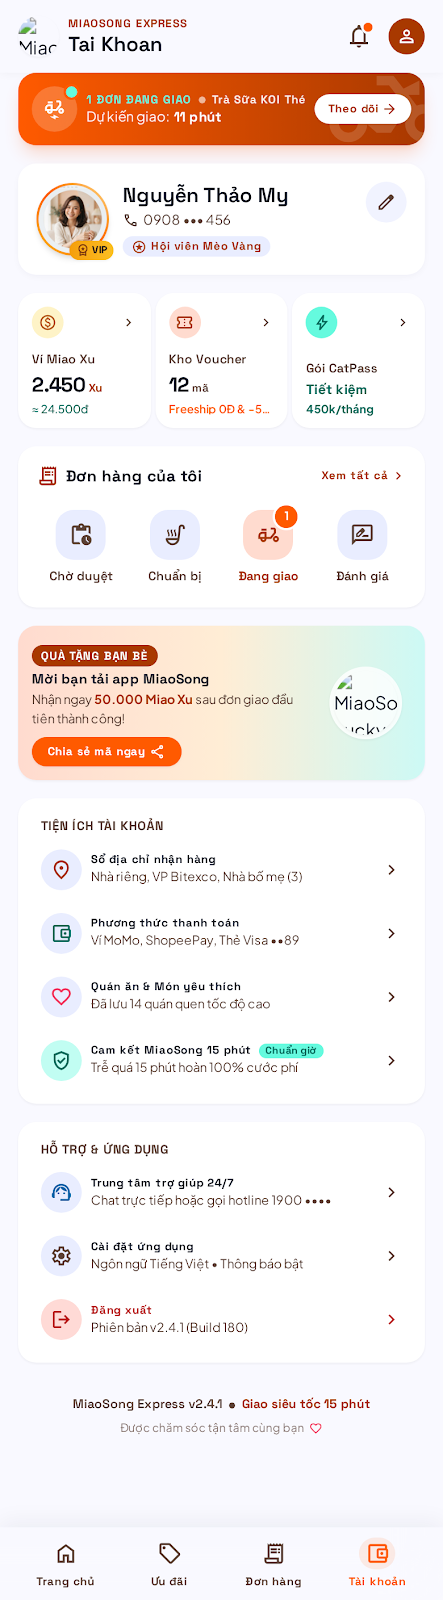 Miac
MIAOSONG EXPRESS
Tai Khoan
1 ĐƠN ĐANG GIAO • Trà Sữa KOI Thé
Dự kiến giao: 11 phút
Theo dõi →
Nguyễn Thảo My
0908 ••• 456
VIP
Hội viên Mèo Vàng
Ví Miao Xu
2.450 Xu
≈ 24.500đ
Kho Voucher
12 mã
Freeship 0Đ & -5...
Gói CatPass
Tiết kiệm
450k/tháng
Đơn hàng của tôi
Xem tất cả
1
Chờ duyệt
Chuẩn bị
Đang giao
Đánh giá
QUÀ TẶNG BẠN BÈ
Mời bạn tải app MiaoSong
Nhận ngay 50.000 Miao Xu sau đơn giao đầu
tiên thành công!
Chia sẻ mã ngay
MiaoSo
ucky
TIỆN ÍCH TÀI KHOẢN
Sổ địa chỉ nhận hàng
Nhà riêng, VP Bitexco, Nhà bố mẹ (3)
Phương thức thanh toán
Ví MoMo, ShopeePay, Thẻ Visa ••89
Quán ăn & Món yêu thích
Đã lưu 14 quán quen tốc độ cao
Cam kết MiaoSong 15 phút Chuẩn giờ
Trễ quá 15 phút hoàn 100% cước phí
HỖ TRỢ & ỨNG DỤNG
Trung tâm trợ giúp 24/7
Chat trực tiếp hoặc gọi hotline 1900 ••••
Cài đặt ứng dụng
Ngôn ngữ Tiếng Việt • Thông báo bật
Đăng xuất
Phiên bản v2.4.1 (Build 180)
MiaoSong Express v2.4.1 • Giao siêu tốc 15 phút
Được chăm sóc tận tâm cùng bạn
Trang chủ
Ưu đãi
Đơn hàng
Tài khoản